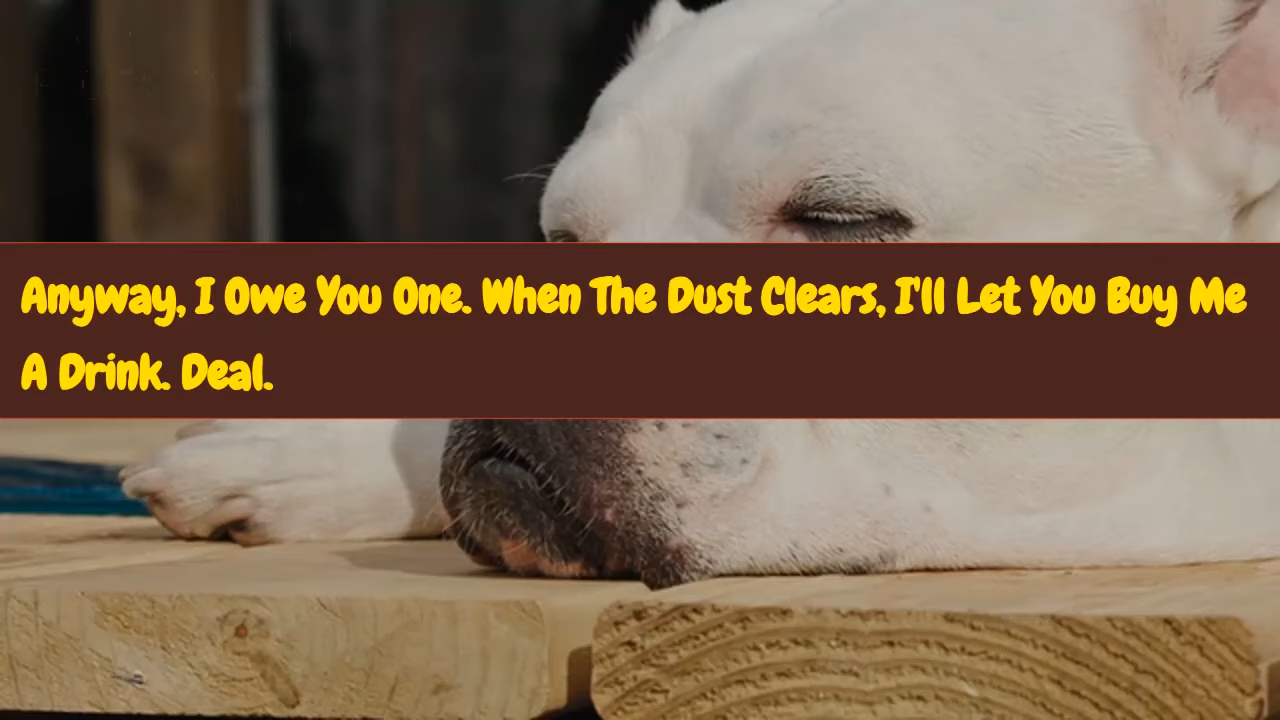 Anyway, I Owe You One. When The Dust Clears, I'll Let You Buy Me
A Drink. Deal.